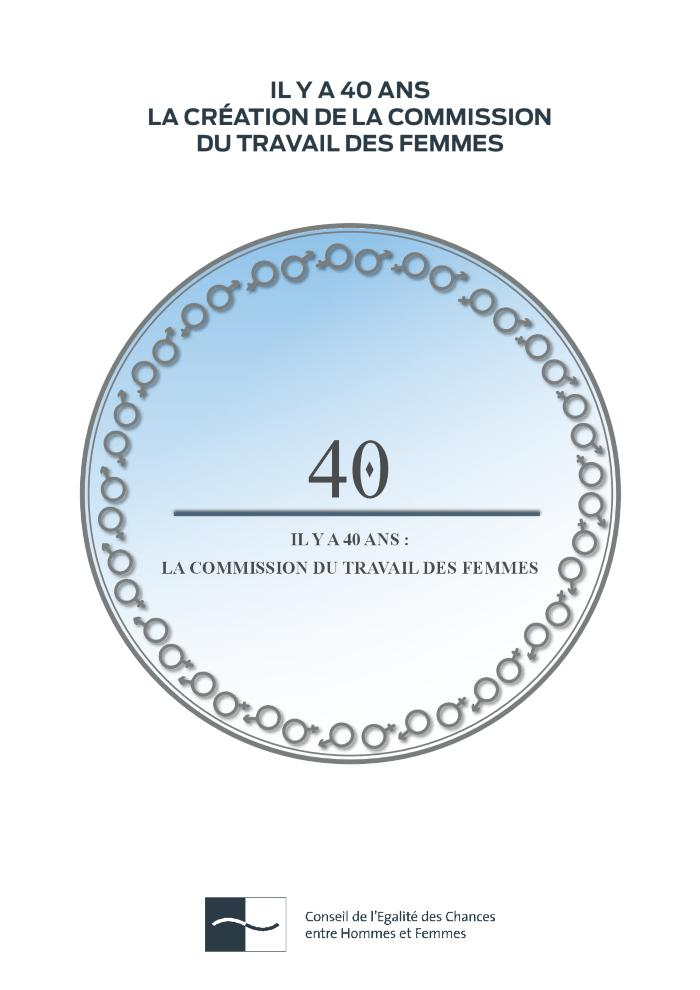 IL Y A 40 ANS
LA CRÉATION DE LA COMMISSION
DU TRAVAIL DES FEMMES
40
IL Y A 40 ANS :
LA COMMISSION DU TRAVAIL DES FEMMES
Conseil de l'Egalité des Chances
entre Hommes et Femmes